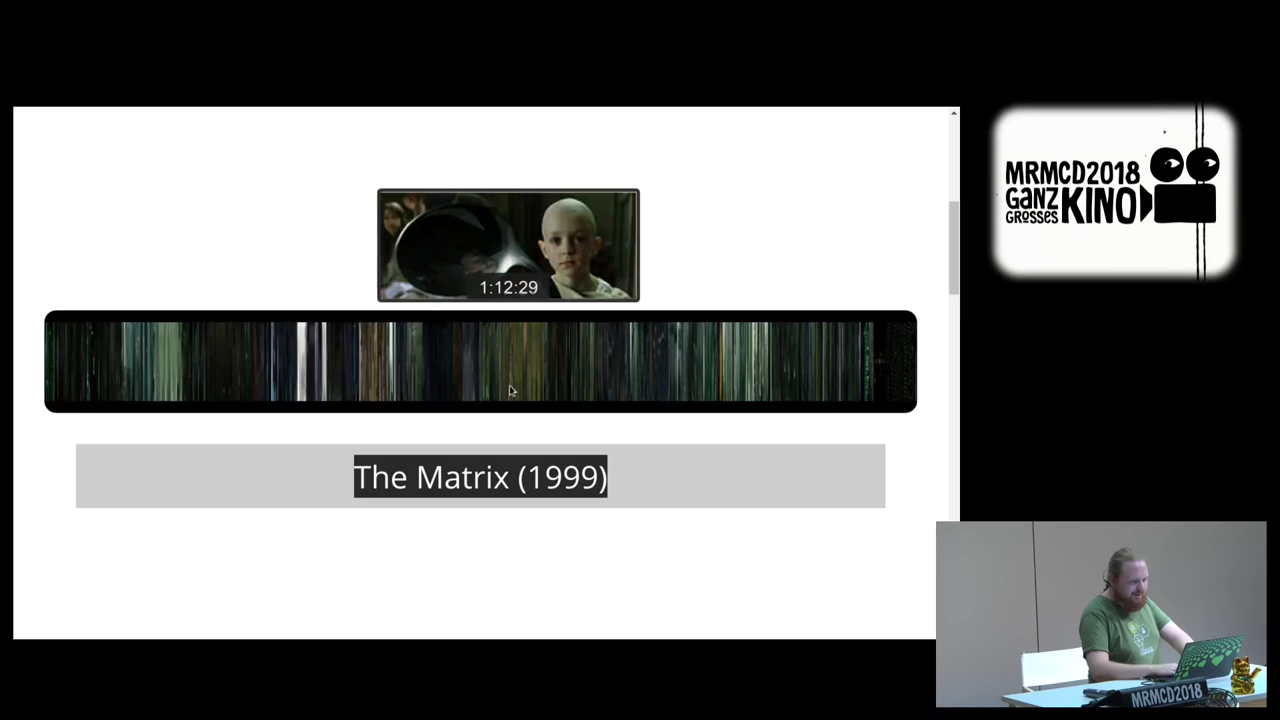 1:12:29
The Matrix (1999)
MRMCD2018
GANZ
GROSSES
KINO
MRMCD2018